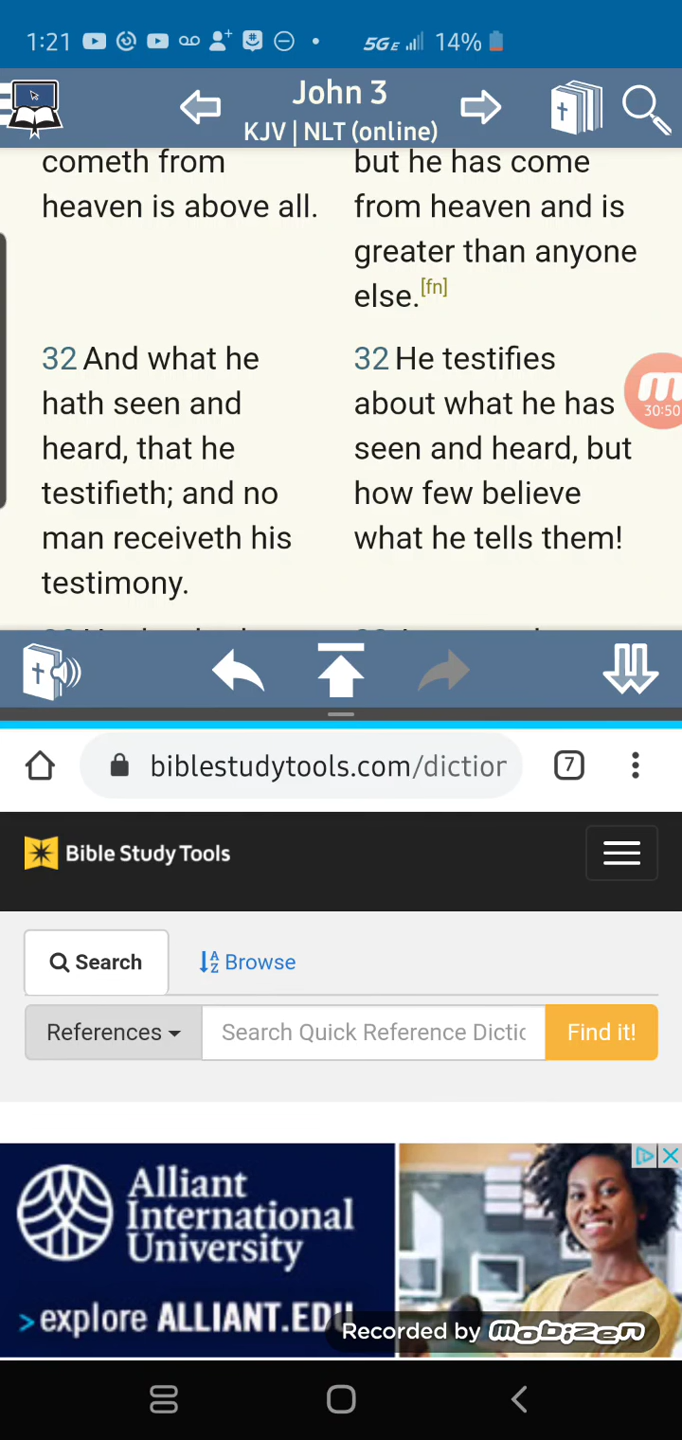 1:21
5GE 14%
John 3
KJV | NLT (online)
cometh from
heaven is above all.
but he has come
from heaven and is
greater than anyone
else.[fn]
32 And what he
hath seen and
heard, that he
testifieth; and no
man receiveth his
testimony.
32 He testifies
about what he has
seen and heard, but
how few believe
what he tells them!
30:50
biblestudytools.com/diction
7
Bible Study Tools
Search
Browse
References
Search Quick Reference Dictic
Find it!
Alliant
International
University
>explore ALLIANT.EDU
Recorded by mobizen